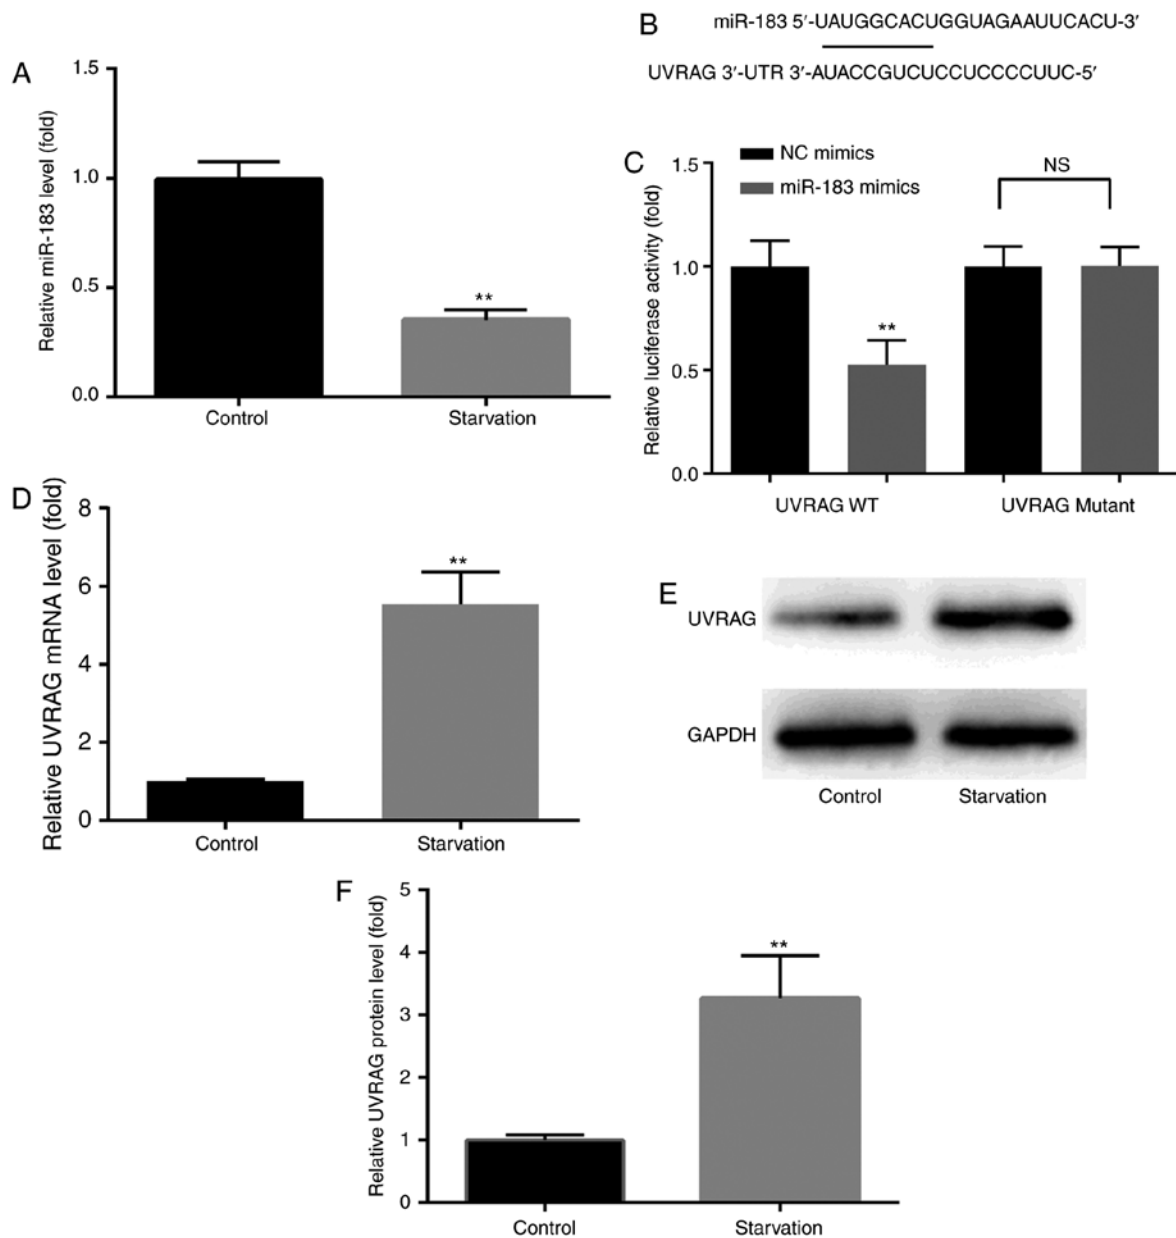 A
Relative miR-183 level (fold)
1.5
1.0
0.5
0.0
**
Control
Starvation
B
miR-183 5′-UAUGGCACUGGUAGAAUUCACU-3′
UVRAG 3′-UTR 3′-AUACCGUCUCCUCCCCUUC-5′
C
Relative luciferase activity (fold)
NC mimics
miR-183 mimics
1.5
1.0
0.5
0.0
**
NS
UVRAG WT
UVRAG Mutant
D
Relative UVRAG mRNA level (fold)
8
6
4
2
0
**
Control
Starvation
E
UVRAG
GAPDH
Control
Starvation
F
Relative UVRAG protein level (fold)
5
4
3
2
1
0
**
Control
Starvation